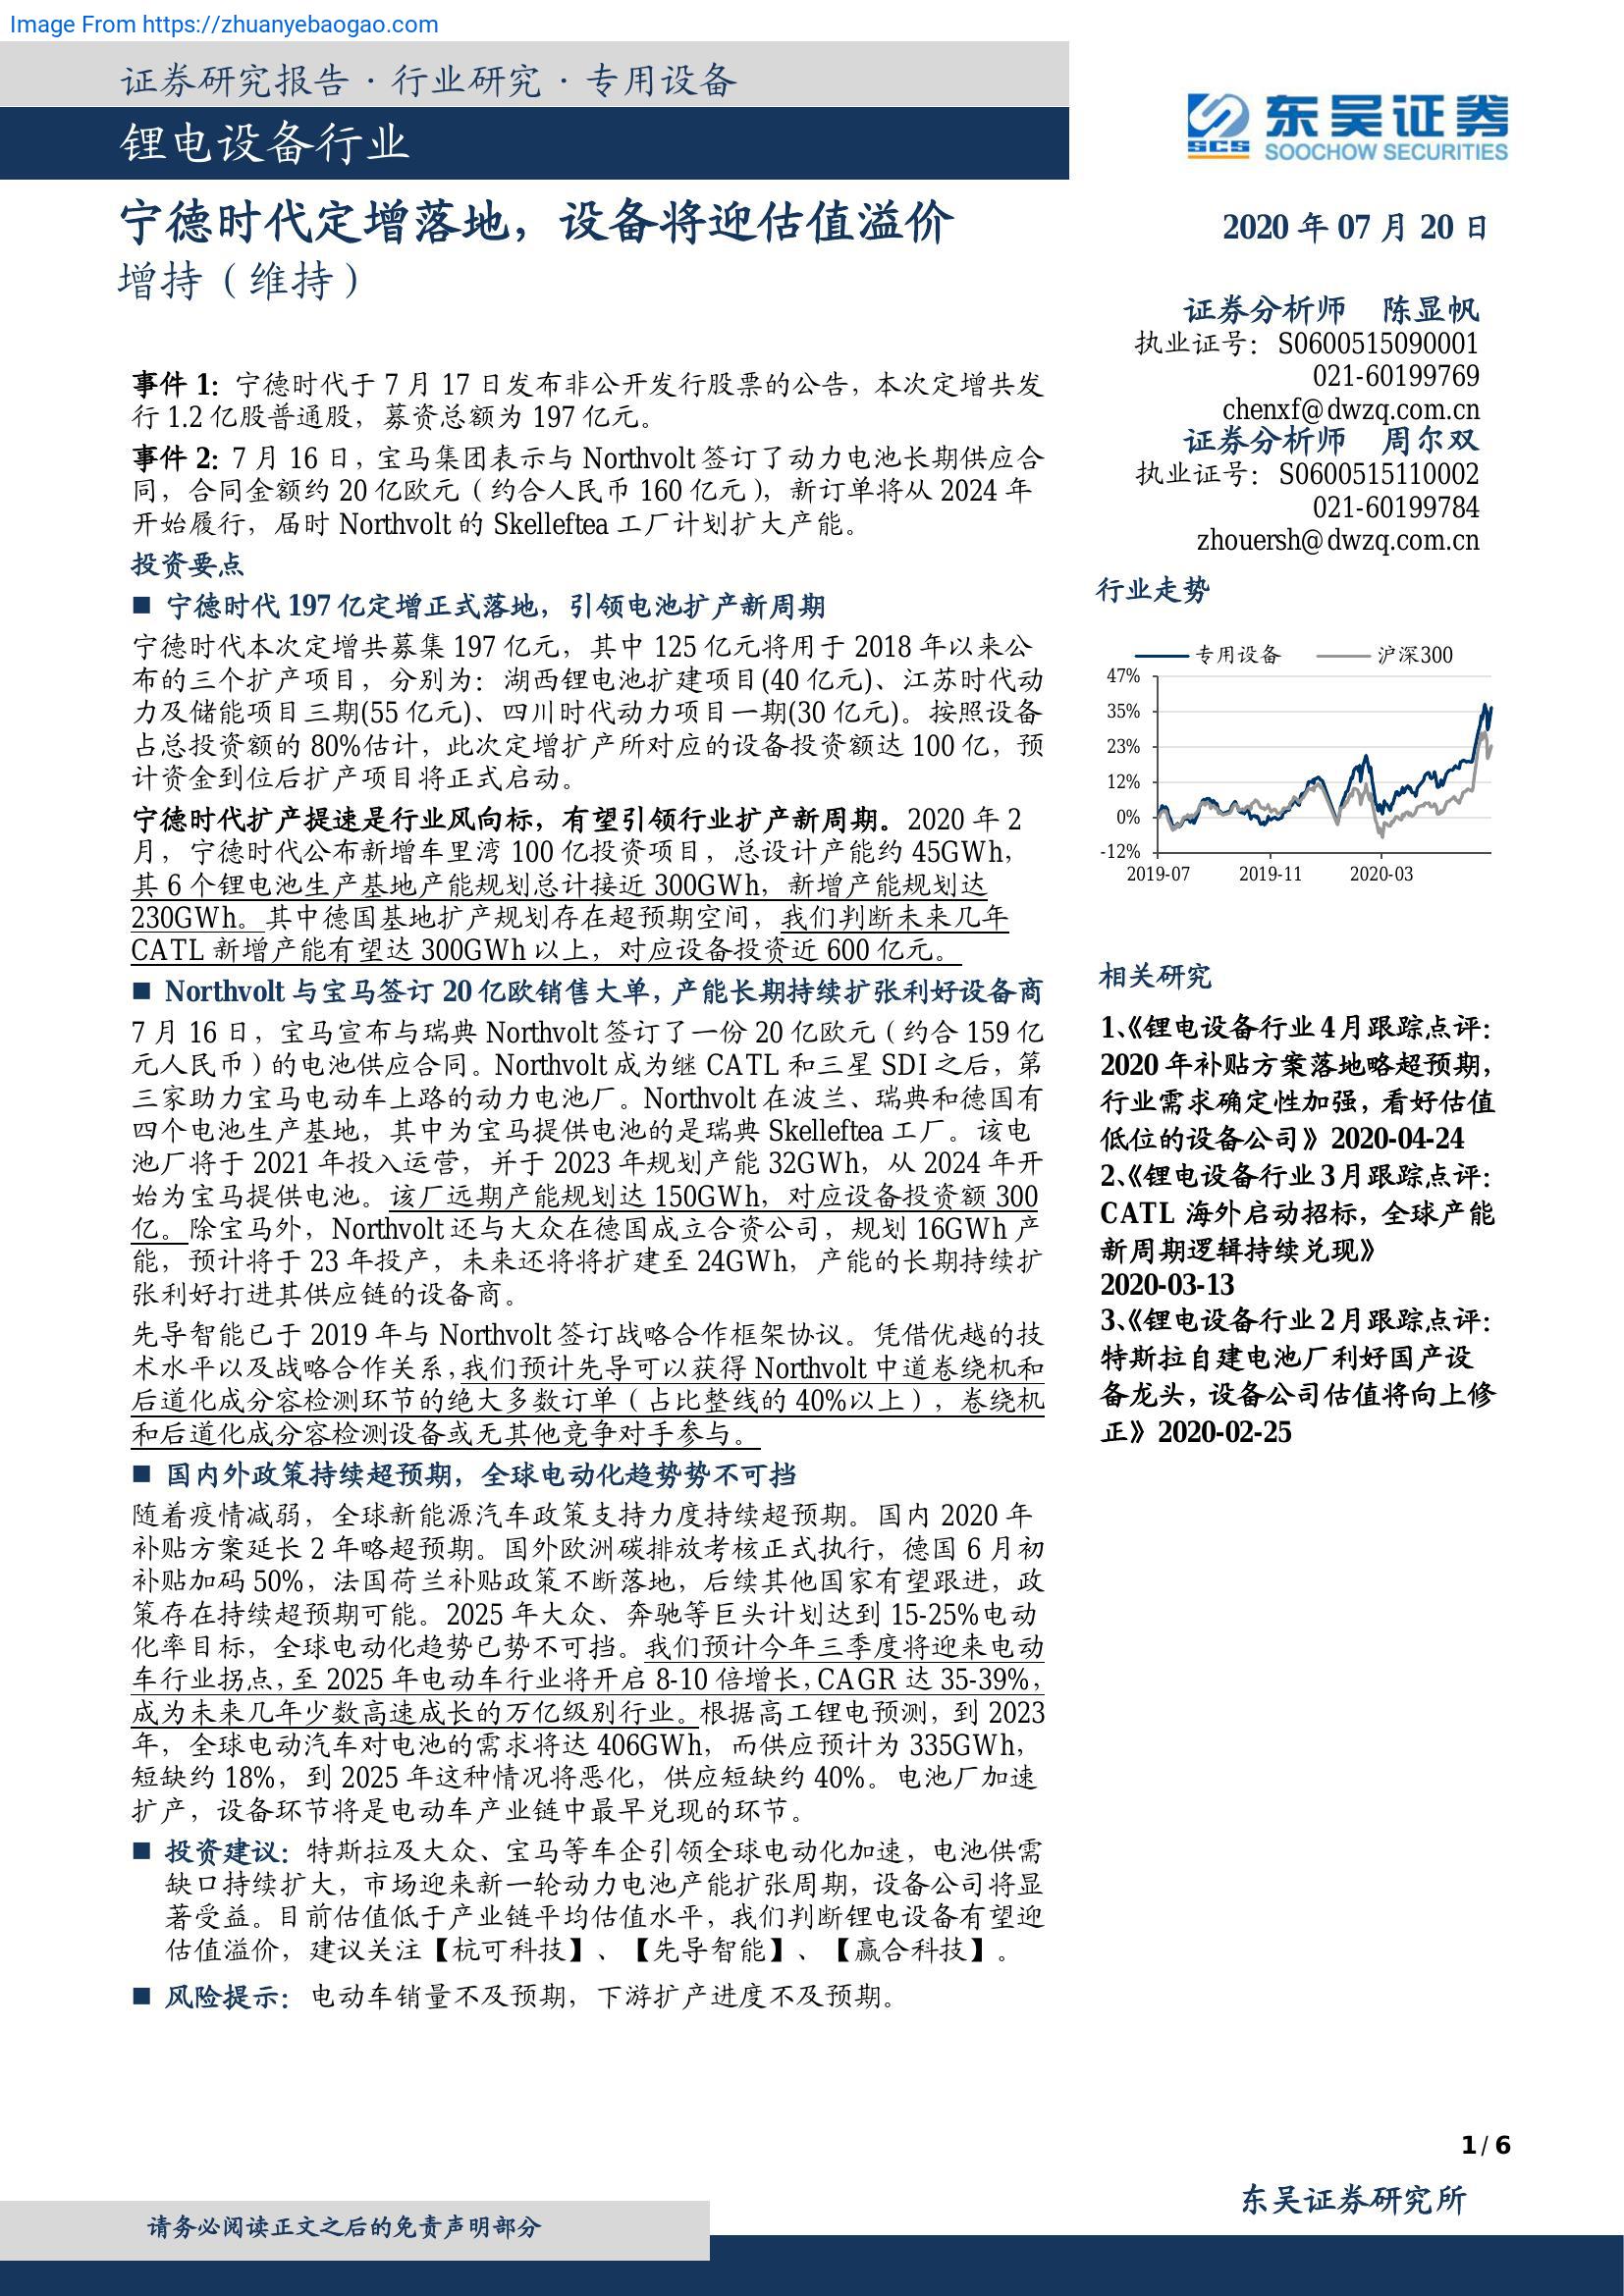 Image From https://zhuanyebaogao.com
证券研究报告·行业研究·专用设备
锂电设备行业
东吴证券
SCS
SOOCHOW SECURITIES
宁德时代定增落地，设备将迎估值溢价
增持（维持）
2020 年 07 月 20 日
证券分析师 陈显帆
执业证号：S0600515090001
021-60199769
chenxf@dwzq.com.cn
证券分析师 周尔双
执业证号：S0600515110002
021-60199784
zhouersh@dwzq.com.cn
事件 1：宁德时代于 7 月 17 日发布非公开发行股票的公告，本次定增共发
行 1.2 亿股普通股，募资总额为 197 亿元。
事件 2：7 月 16 日，宝马集团表示与 Northvolt 签订了动力电池长期供应合
同，合同金额约 20 亿欧元（约合人民币 160 亿元），新订单将从 2024 年
开始履行，届时 Northvolt 的 Skelleftea 工厂计划扩大产能。
投资要点
■ 宁德时代 197 亿定增正式落地，引领电池扩产新周期
宁德时代本次定增共募集 197 亿元，其中 125 亿元将用于 2018 年以来公
布的三个扩产项目，分别为：湖西锂电池扩建项目(40 亿元)、江苏时代动
力及储能项目三期(55 亿元)、四川时代动力项目一期(30 亿元)。按照设备
占总投资额的 80%估计，此次定增扩产所对应的设备投资额达 100 亿，预
计资金到位后扩产项目将正式启动。
宁德时代扩产提速是行业风向标，有望引领行业扩产新周期。2020 年 2
月，宁德时代公布新增车里湾 100 亿投资项目，总设计产能约 45GWh，
其 6 个锂电池生产基地产能规划总计接近 300GWh，新增产能规划达
230GWh。其中德国基地扩产规划存在超预期空间，我们判断未来几年
CATL 新增产能有望达 300GWh 以上，对应设备投资近 600 亿元。
■ Northvolt 与宝马签订 20 亿欧销售大单，产能长期持续扩张利好设备商
7 月 16 日，宝马宣布与瑞典 Northvolt 签订了一份 20 亿欧元（约合 159 亿
元人民币）的电池供应合同。Northvolt 成为继 CATL 和三星 SDI 之后，第
三家助力宝马电动车上路的动力电池厂。Northvolt 在波兰、瑞典和德国有
四个电池生产基地，其中为宝马提供电池的是瑞典 Skelleftea 工厂。该电
池厂将于 2021 年投入运营，并于 2023 年规划产能 32GWh，从 2024 年开
始为宝马提供电池。该厂远期产能规划达 150GWh，对应设备投资额 300
亿。除宝马外，Northvolt 还与大众在德国成立合资公司，规划 16GWh 产
能，预计将于 23 年投产，未来还将将扩建至 24GWh，产能的长期持续扩
张利好打进其供应链的设备商。
先导智能已于 2019 年与 Northvolt 签订战略合作框架协议。凭借优越的技
术水平以及战略合作关系，我们预计先导可以获得 Northvolt 中道卷绕机和
后道化成分容检测环节的绝大多数订单（占比整线的 40%以上），卷绕机
和后道化成分容检测设备或无其他竞争对手参与。
■ 国内外政策持续超预期，全球电动化趋势势不可挡
随着疫情减弱，全球新能源汽车政策支持力度持续超预期。国内 2020 年
补贴方案延长 2 年略超预期。国外欧洲碳排放考核正式执行，德国 6 月初
补贴加码 50%，法国荷兰补贴政策不断落地，后续其他国家有望跟进，政
策存在持续超预期可能。2025 年大众、奔驰等巨头计划达到 15-25%电动
化率目标，全球电动化趋势已势不可挡。我们预计今年三季度将迎来电动
车行业拐点，至 2025 年电动车行业将开启 8-10 倍增长，CAGR 达 35-39%，
成为未来几年少数高速成长的万亿级别行业。根据高工锂电预测，到 2023
年，全球电动汽车对电池的需求将达 406GWh，而供应预计为 335GWh，
短缺约 18%，到 2025 年这种情况将恶化，供应短缺约 40%。电池厂加速
扩产，设备环节将是电动车产业链中最早兑现的环节。
■ 投资建议：特斯拉及大众、宝马等车企引领全球电动化加速，电池供需
缺口持续扩大，市场迎来新一轮动力电池产能扩张周期，设备公司将显
著受益。目前估值低于产业链平均估值水平，我们判断锂电设备有望迎
估值溢价，建议关注【杭可科技】、【先导智能】、【赢合科技】。
■ 风险提示：电动车销量不及预期，下游扩产进度不及预期。
行业走势
专用设备 沪深300
47%
35%
23%
12%
0%
-12%
2019-07 2019-11 2020-03
相关研究
1、《锂电设备行业 4 月跟踪点评：
2020 年补贴方案落地略超预期，
行业需求确定性加强，看好估值
低位的设备公司》2020-04-24
2、《锂电设备行业 3 月跟踪点评：
CATL 海外启动招标，全球产能
新周期逻辑持续兑现》
2020-03-13
3、《锂电设备行业 2 月跟踪点评：
特斯拉自建电池厂利好国产设
备龙头，设备公司估值将向上修
正》2020-02-25
1 / 6
东吴证券研究所
请务必阅读正文之后的免责声明部分